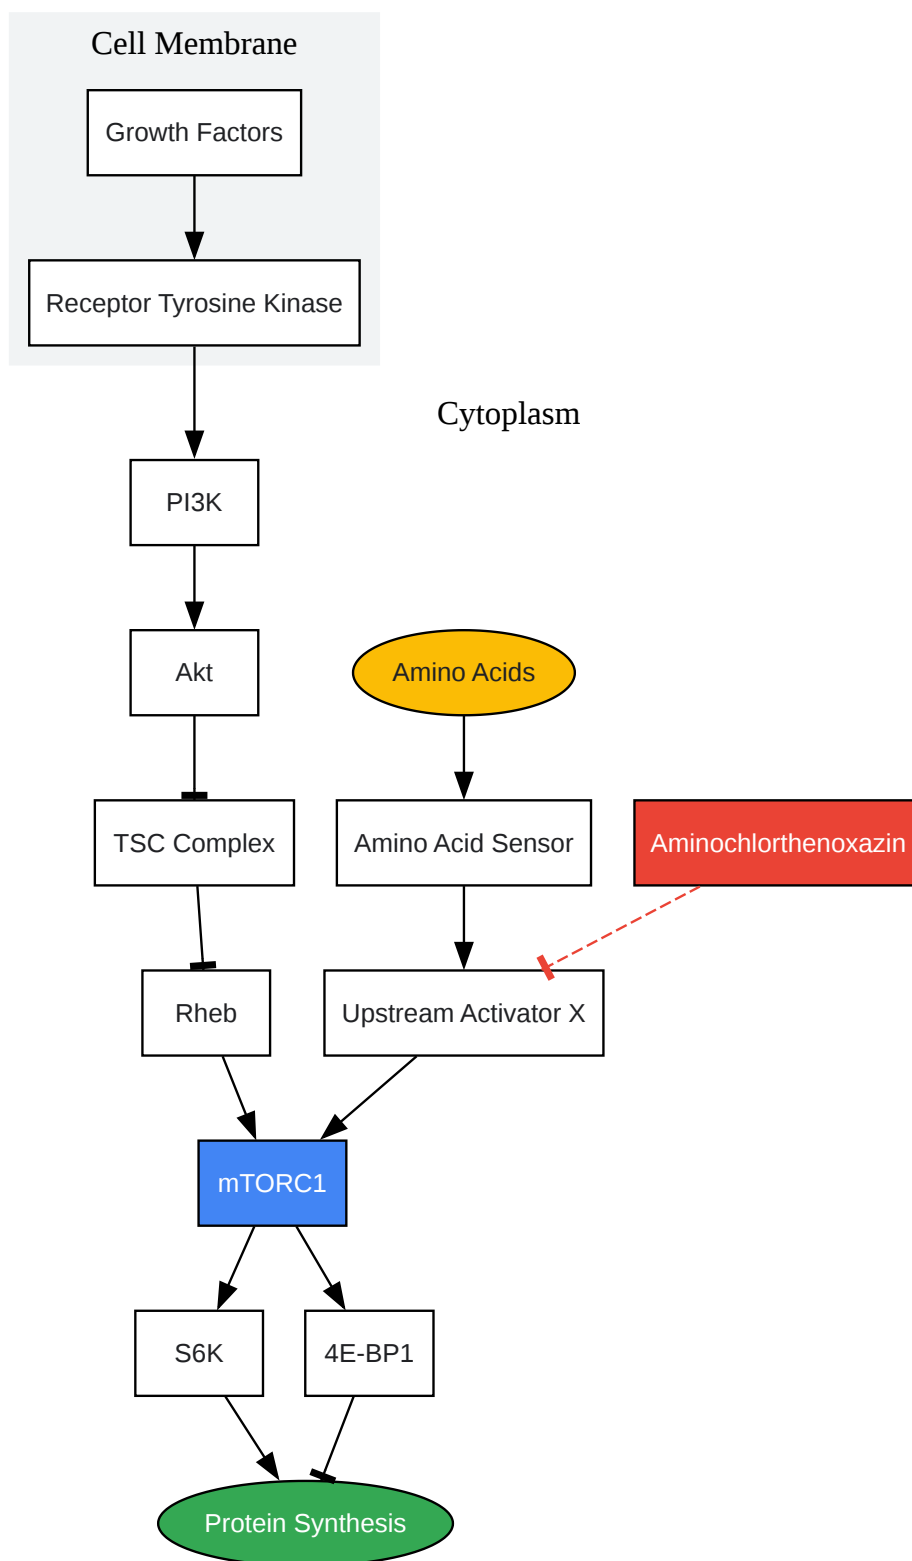 Cell Membrane
Growth Factors
Receptor Tyrosine Kinase
Cytoplasm
PI3K
Akt
Amino Acids
TSC Complex
Amino Acid Sensor
Aminochlorthenoxazin
Rheb
Upstream Activator X
mTORC1
S6K
4E-BP1
Protein Synthesis